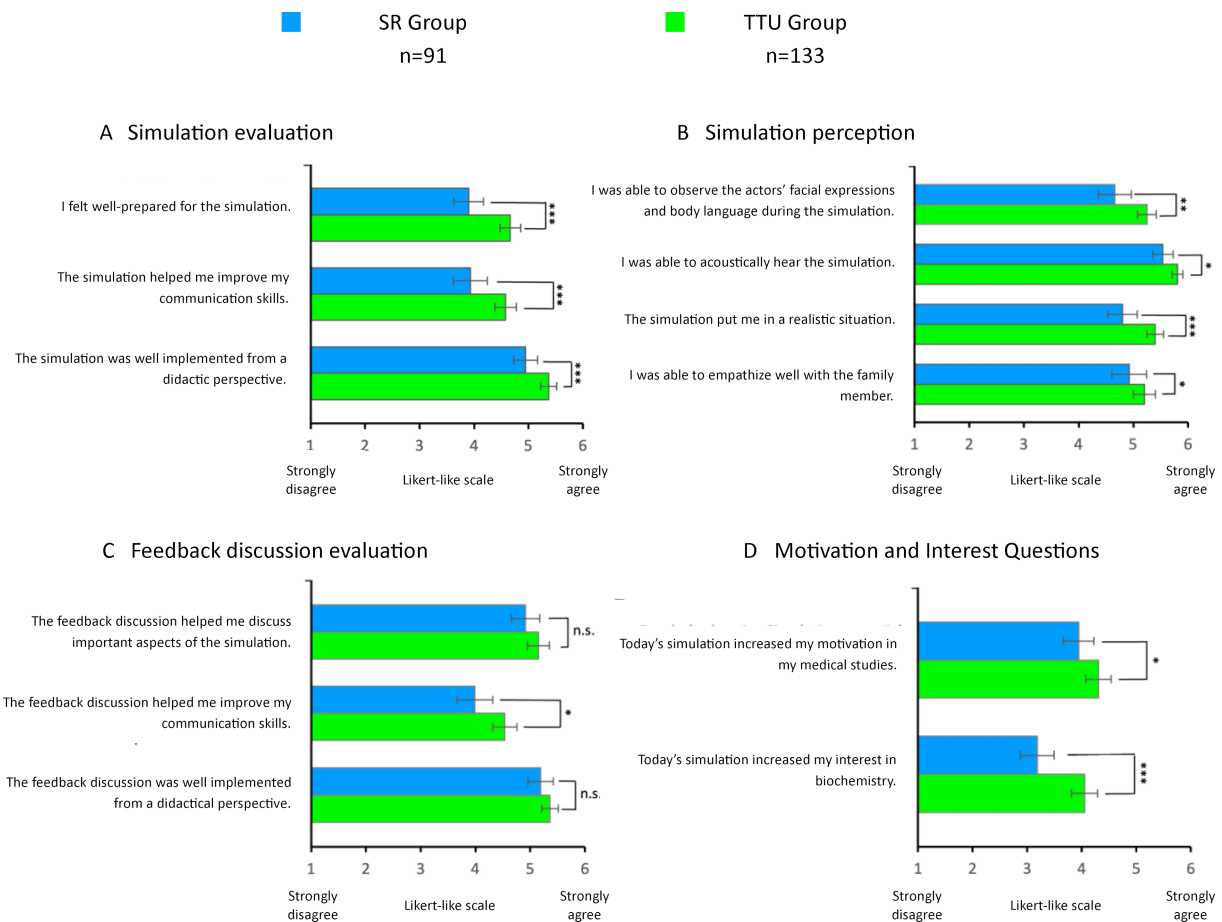 SR Group
n=91
TTU Group
n=133
A Simulation evaluation
I felt well-prepared for the simulation.
***
The simulation helped me improve my
communication skills.
***
The simulation was well implemented from a
didactic perspective.
***
1 2 3 4 5 6
Strongly
disagree
Likert-like scale
Strongly
agree
B Simulation perception
I was able to observe the actors’ facial expressions
and body language during the simulation.
**
I was able to acoustically hear the simulation.
*
The simulation put me in a realistic situation.
***
I was able to empathize well with the family
member.
*
1 2 3 4 5 6
Strongly
disagree
Likert-like scale
Strongly
agree
C Feedback discussion evaluation
The feedback discussion helped me discuss
important aspects of the simulation.
n.s.
The feedback discussion helped me improve my
communication skills.
*
The feedback discussion was well implemented
from a didactical perspective.
n.s.
1 2 3 4 5 6
Strongly
disagree
Likert-like scale
Strongly
agree
D Motivation and Interest Questions
Today’s simulation increased my motivation in
my medical studies.
*
Today’s simulation increased my interest in
biochemistry.
***
1 2 3 4 5 6
Strongly
disagree
Likert-like scale
Strongly
agree